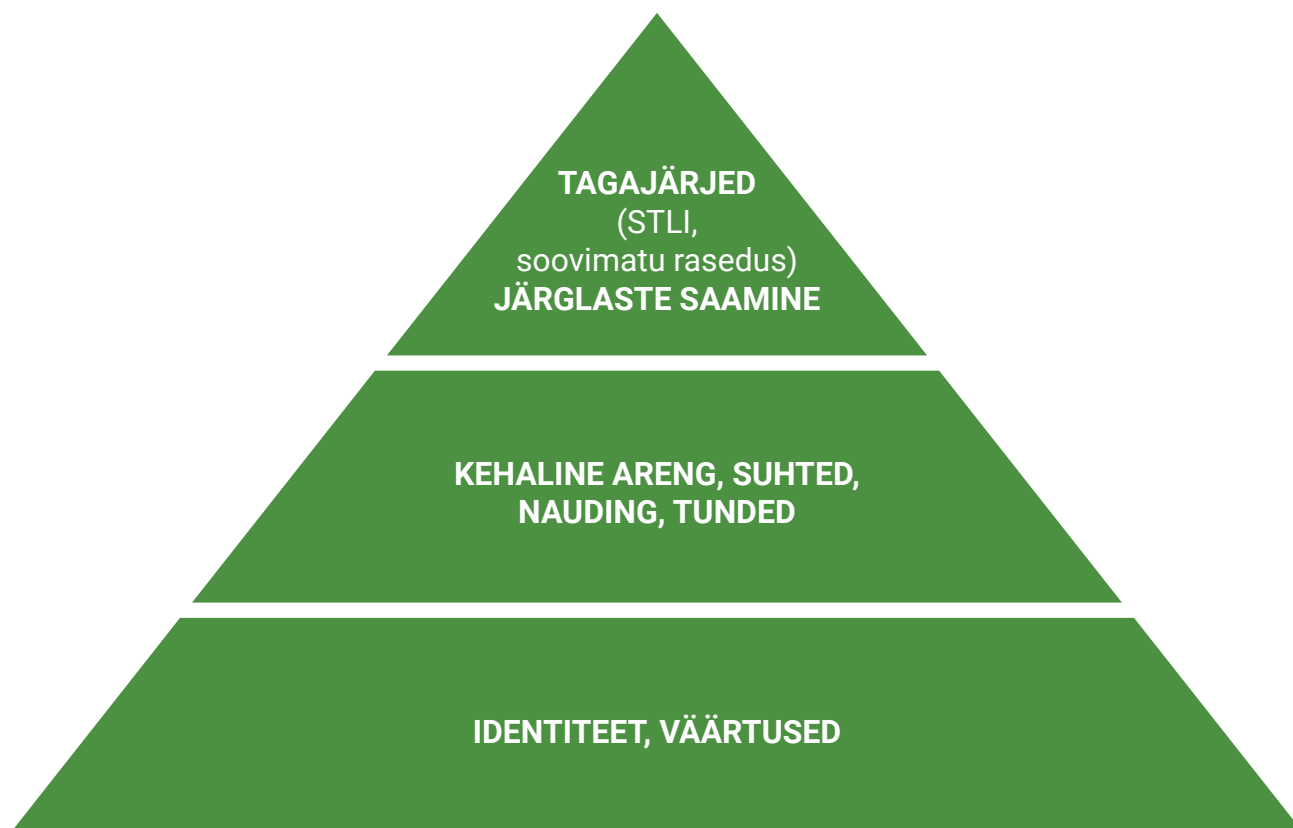 TAGAJÄRJED
(STLI,
soovimatu rasedus)
JÄRGLASTE SAAMINE
KEHALINE ARENG, SUHTED,
NAUDING, TUNDED
IDENTITEET, VÄÄRTUSED